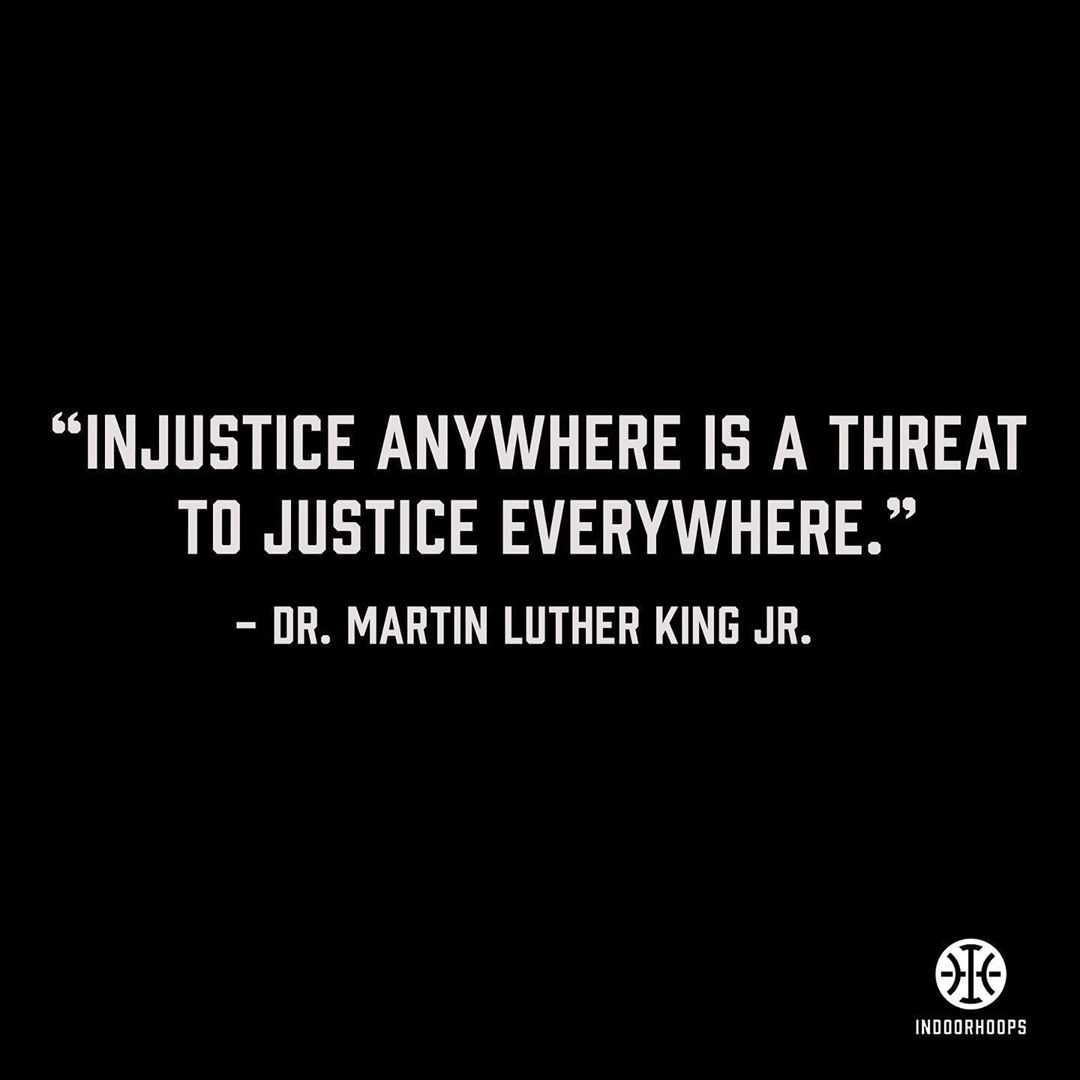 “INJUSTICE ANYWHERE IS A THREAT
TO JUSTICE EVERYWHERE.”
– DR. MARTIN LUTHER KING JR.
INDOORHOOPS